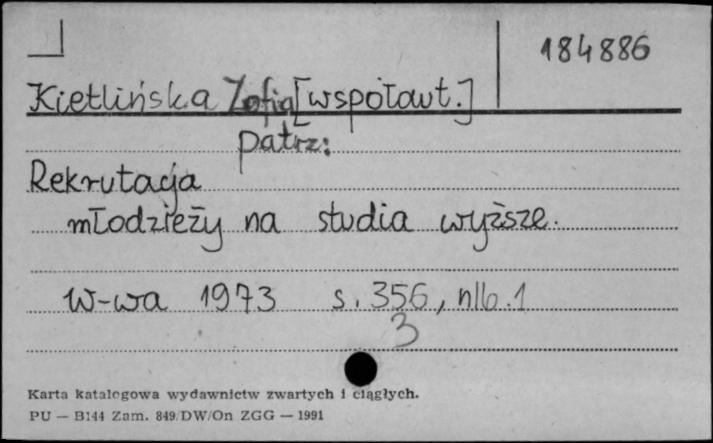 184886
Kietlińska Zofia [wspołaut.]
patrz:
Rekrutacja
młodzieży na studia wyższe.
W-wa 1973 s. 356, nlb. 1
3
Karta katalogowa wydawnictw zwartych i ciągłych.
PU — B144 Zam. 849/DW/On ZGG — 1991